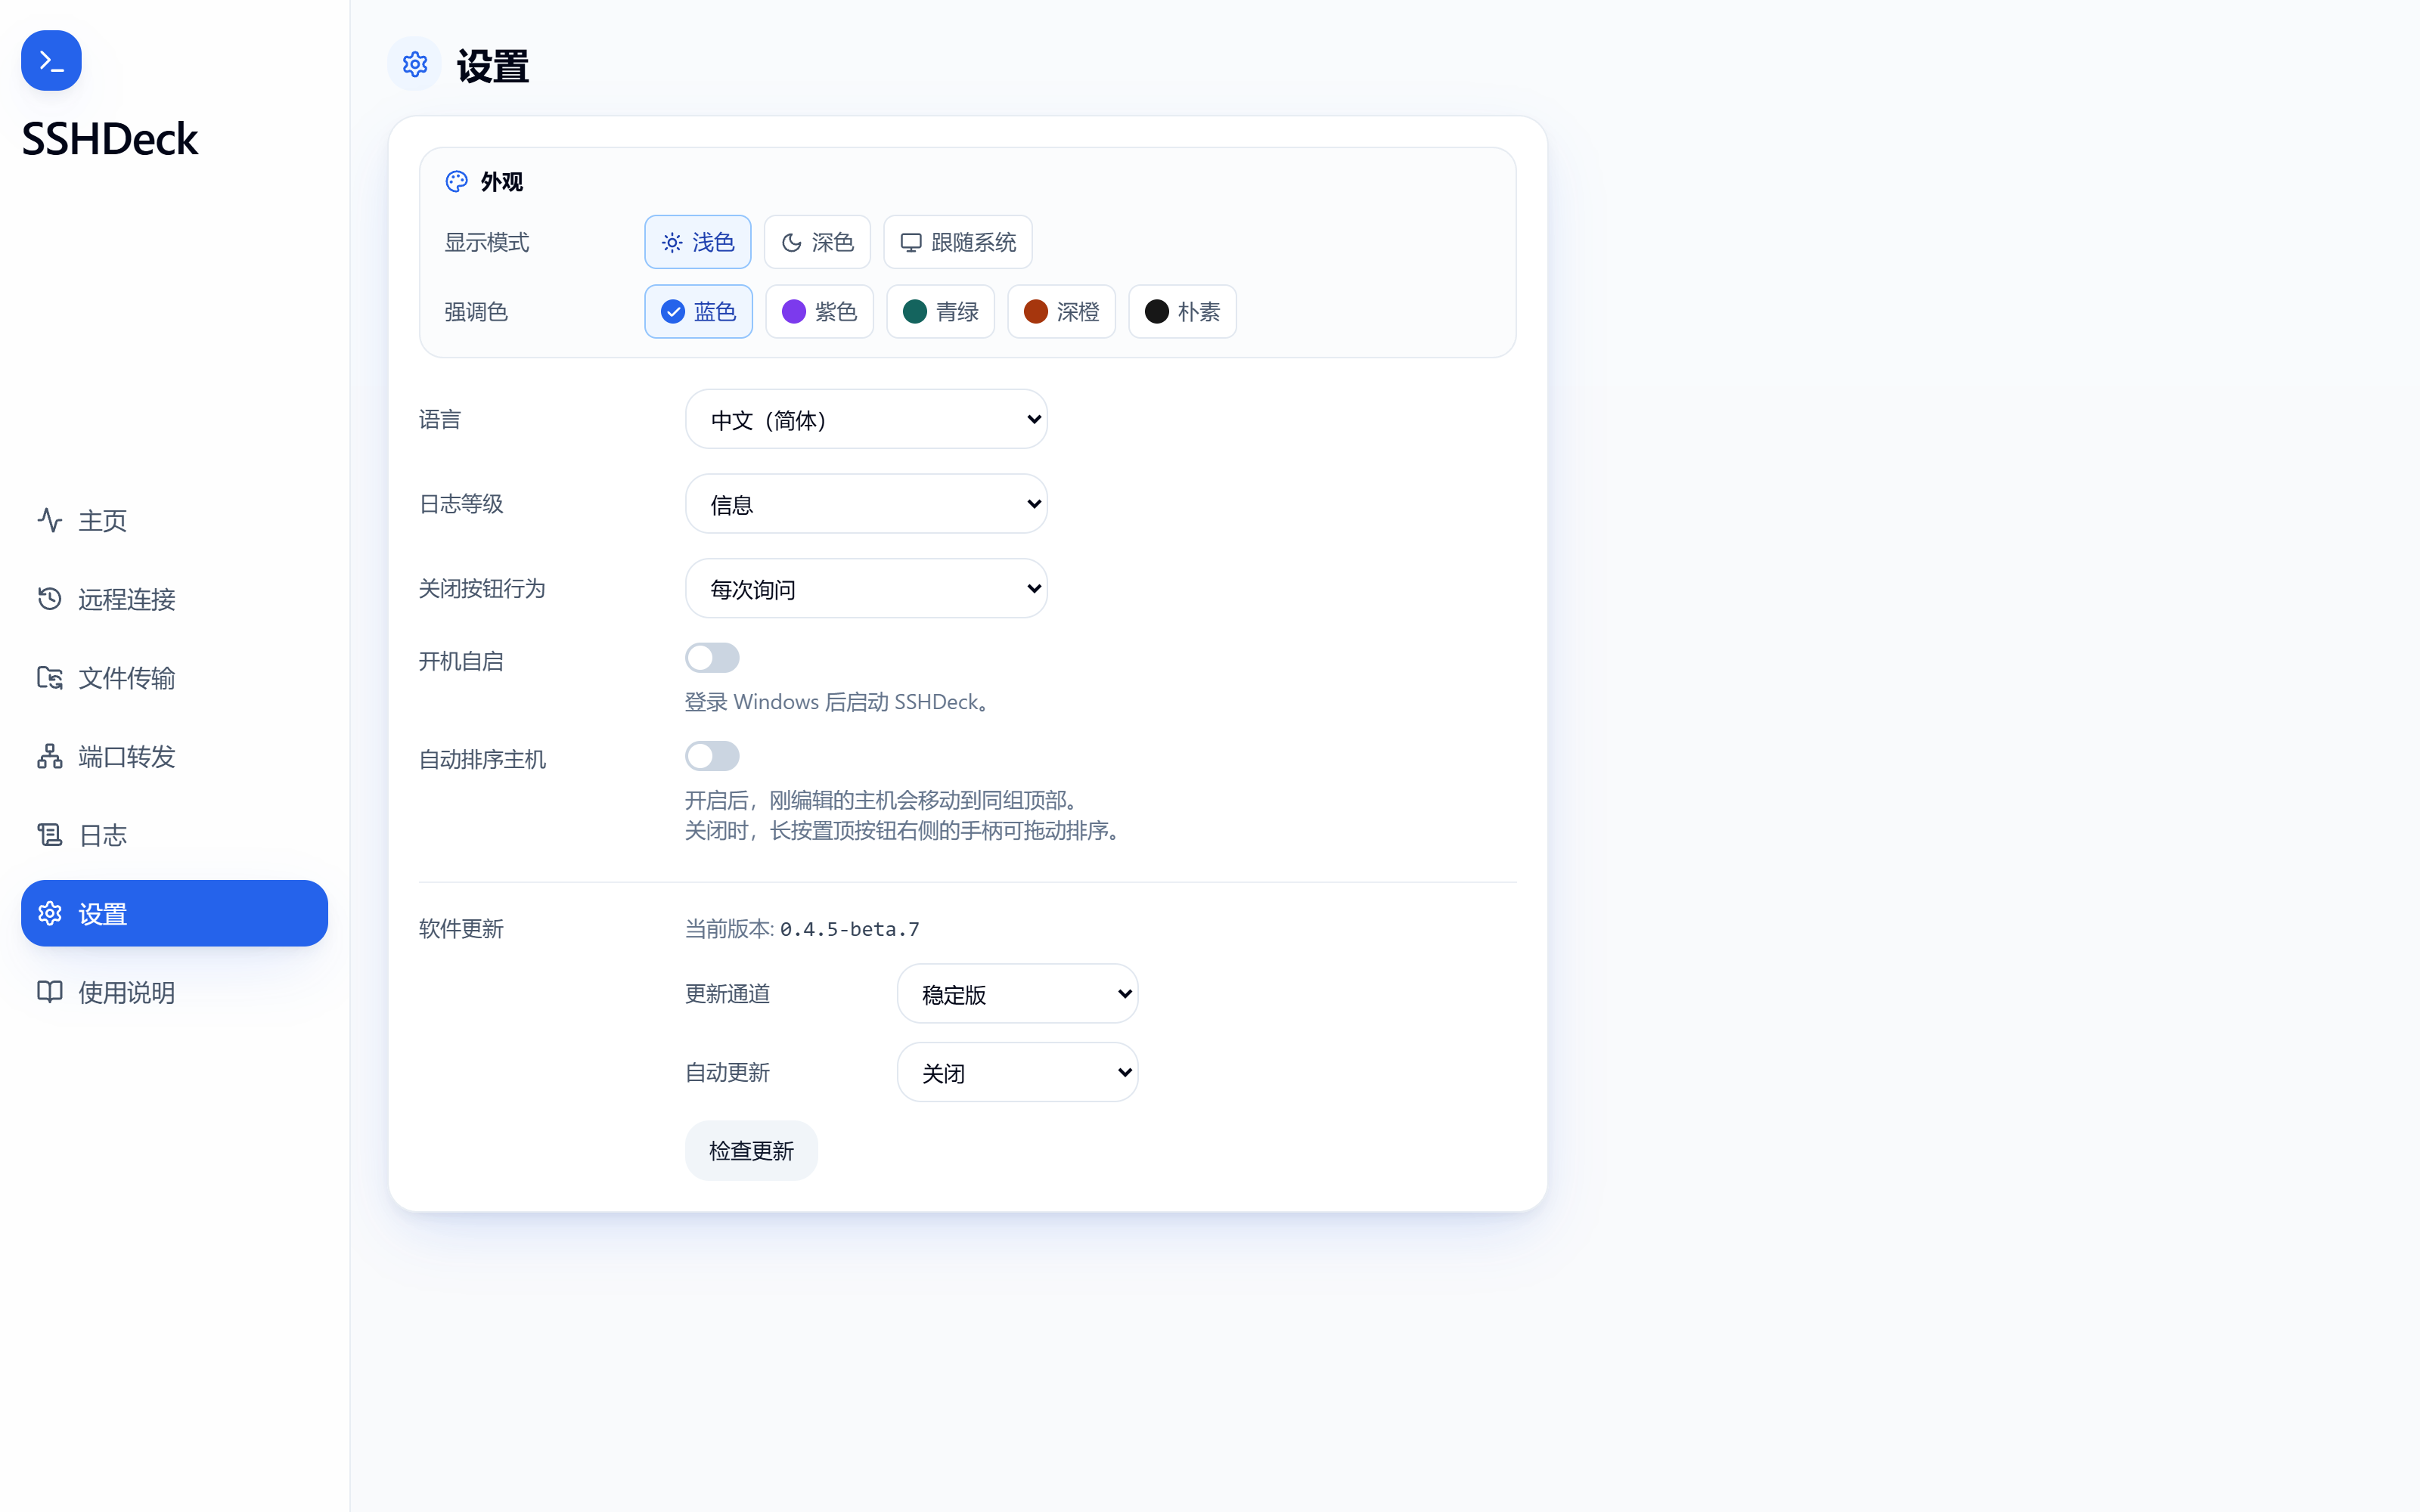 SSHDeck
主页
远程连接
文件传输
端口转发
日志
设置
使用说明
设置
外观
显示模式
浅色
深色
跟随系统
强调色
蓝色
紫色
青绿
深橙
朴素
语言
中文（简体）
日志等级
信息
关闭按钮行为
每次询问
开机自启
登录 Windows 后启动 SSHDeck。
自动排序主机
开启后，刚编辑的主机会移动到同组顶部。
关闭时，长按置顶按钮右侧的手柄可拖动排序。
软件更新
当前版本: 0.4.5-beta.7
更新通道
稳定版
自动更新
关闭
检查更新